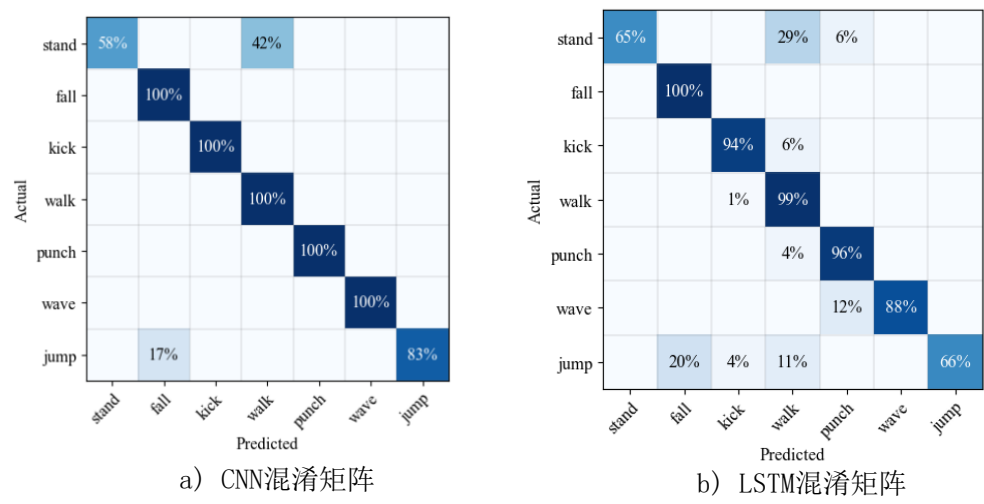 stand 58% 42%
fall 100%
kick 100%
walk 100%
punch 100%
wave 100%
jump 17% 83%
Actual
stand fall kick walk punch wave jump
Predicted
a) CNN混淆矩阵
stand 65% 29% 6%
fall 100%
kick 94% 6%
walk 1% 99%
punch 4% 96%
wave 12% 88%
jump 20% 4% 11% 66%
Actual
stand fall kick walk punch wave jump
Predicted
b) LSTM混淆矩阵